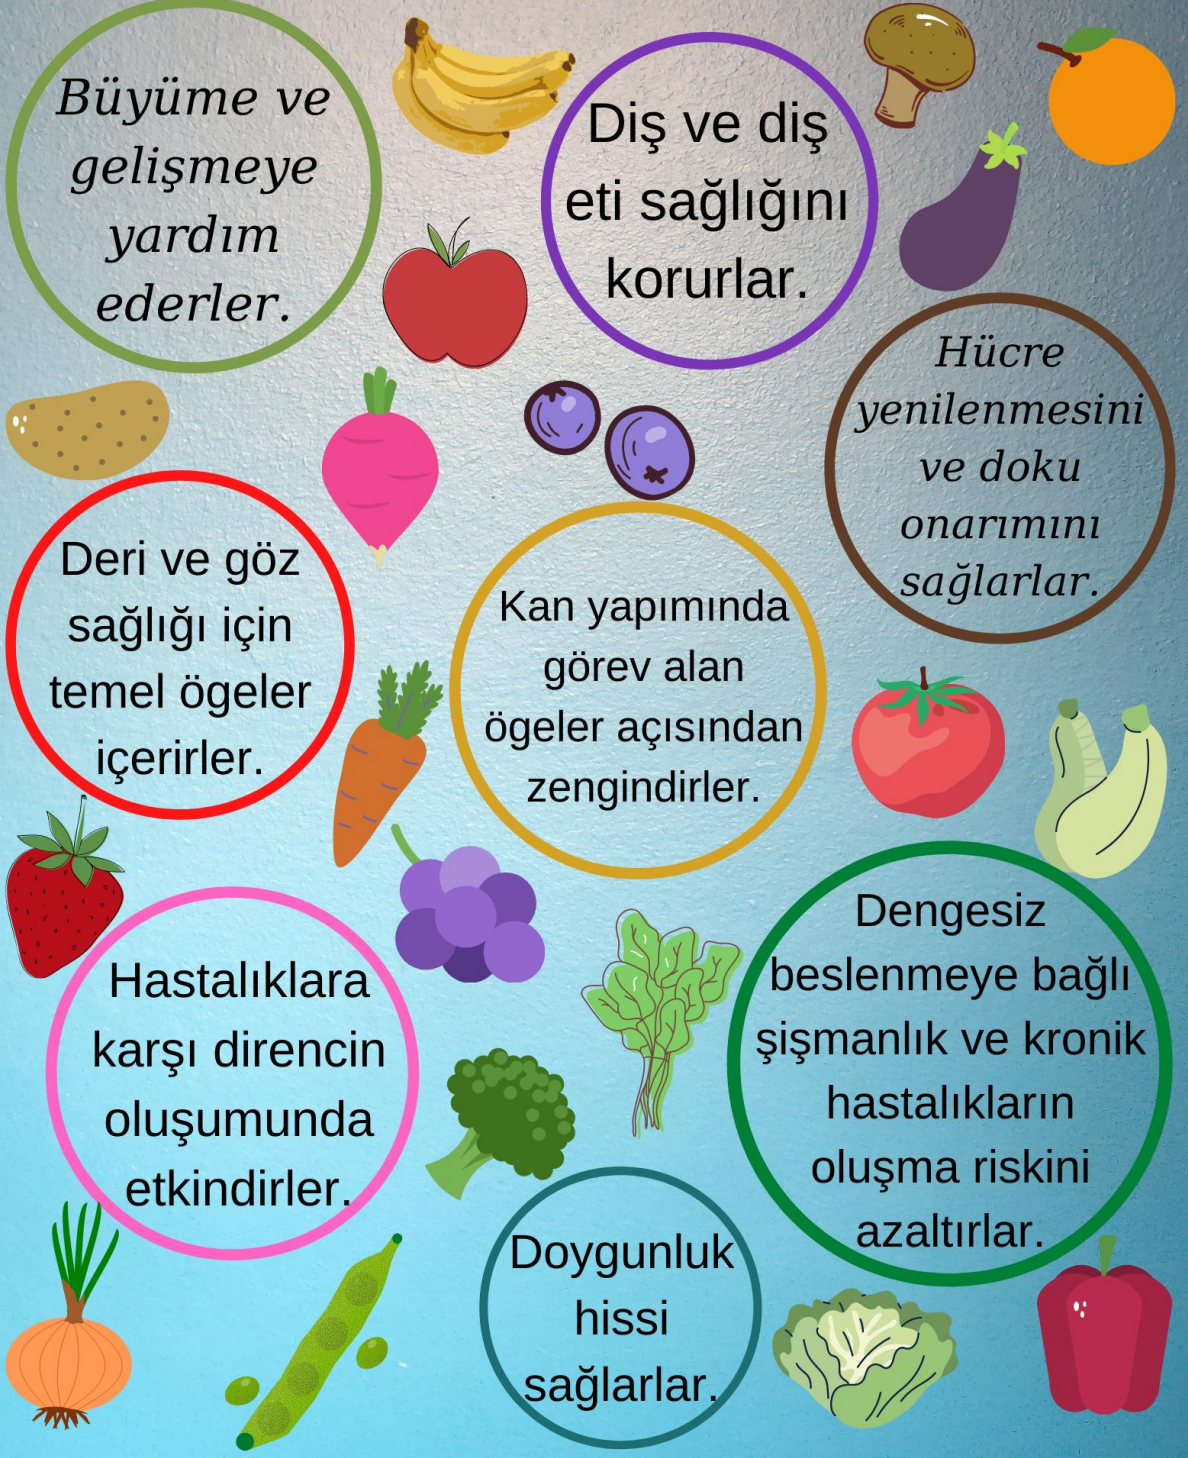 Büyüme ve
gelişmeye
yardım
ederler.
Diş ve diş
eti sağlığını
korurlar.
Hücre
yenilenmesini
ve doku
onarımını
sağlarlar.
Deri ve göz
sağlığı için
temel ögeler
içerirler.
Kan yapımında
görev alan
ögeler açısından
zengindirler.
Hastalıklara
karşı direncin
oluşumunda
etkindirler.
Dengesiz
beslenmeye bağlı
şişmanlık ve kronik
hastalıkların
oluşma riskini
azaltırlar.
Doygunluk
hissi
sağlarlar.